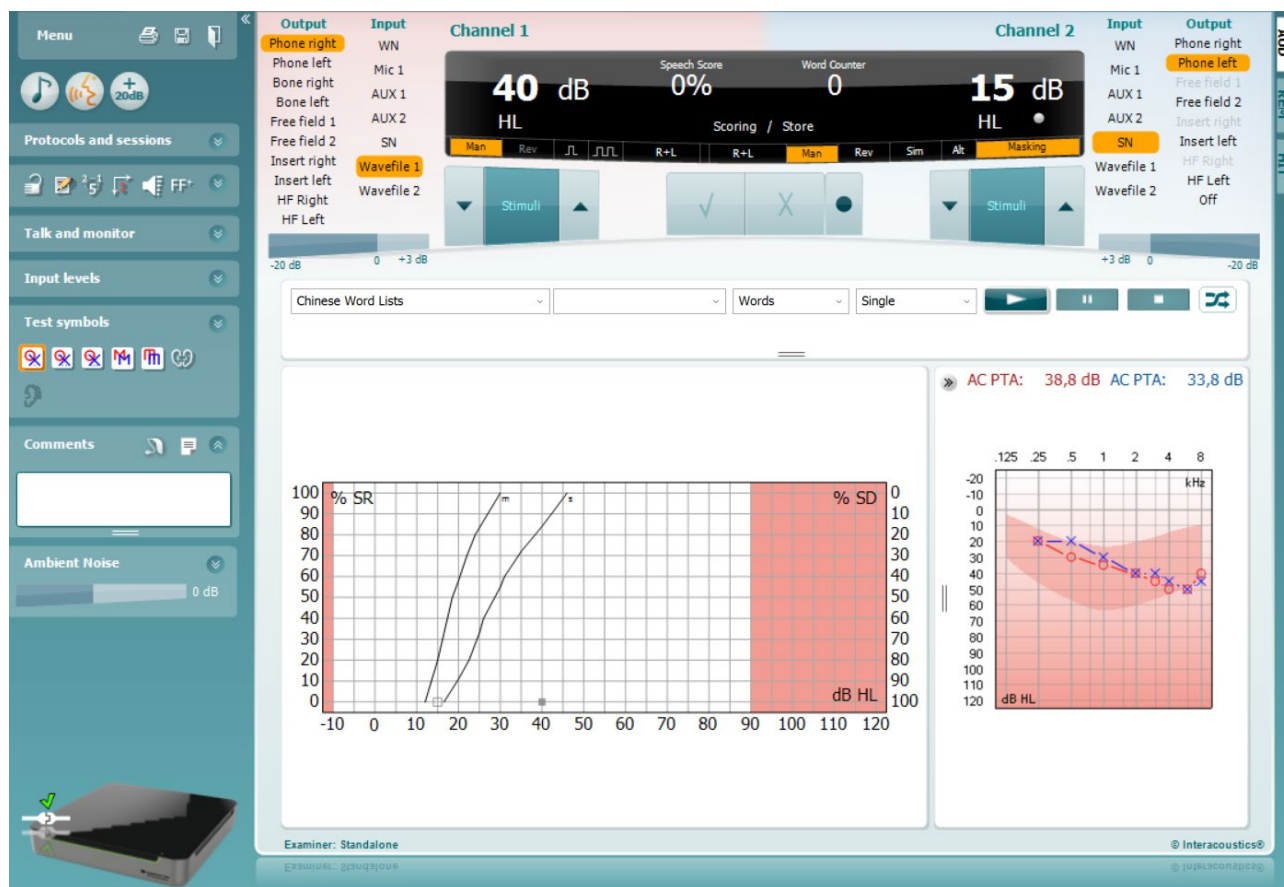 Menu
+
20dB
Protocols and sessions
FF+
Talk and monitor
Input levels
Test symbols
Comments
Ambient Noise
0 dB
Output
Phone right
Phone left
Bone right
Bone left
Free field 1
Free field 2
Insert right
Insert left
HF Right
HF Left
Input
WN
Mic 1
AUX 1
AUX 2
SN
Wavefile 1
Wavefile 2
-20 dB 0 +3 dB
Channel 1
40 dB
HL
Speech Score
0%
Word Counter
0
Scoring / Store
15 dB
HL
Man Rev R+L R+L Man Rev Sim Alt Masking
Stimuli
Stimuli
Channel 2
Input
WN
Mic 1
AUX 1
AUX 2
SN
Wavefile 1
Wavefile 2
Output
Phone right
Phone left
Free field 1
Free field 2
Insert right
Insert left
HF Right
HF Left
Off
+3 dB 0 -20 dB
AUD
REM
HIT
Chinese Word Lists Words Single
100 % SR m s % SD 0
90 10
80 20
70 30
60 40
50 50
40 60
30 70
20 80
10 90
0 dB HL 100
-10 0 10 20 30 40 50 60 70 80 90 100 110 120
AC PTA: 38,8 dB AC PTA: 33,8 dB
.125 .25 .5 1 2 4 8
kHz
-20
-10
0
10
20
30
40
50
60
70
80
90
100
110
120
dB HL
Examiner: Standalone
© Interacoustics®